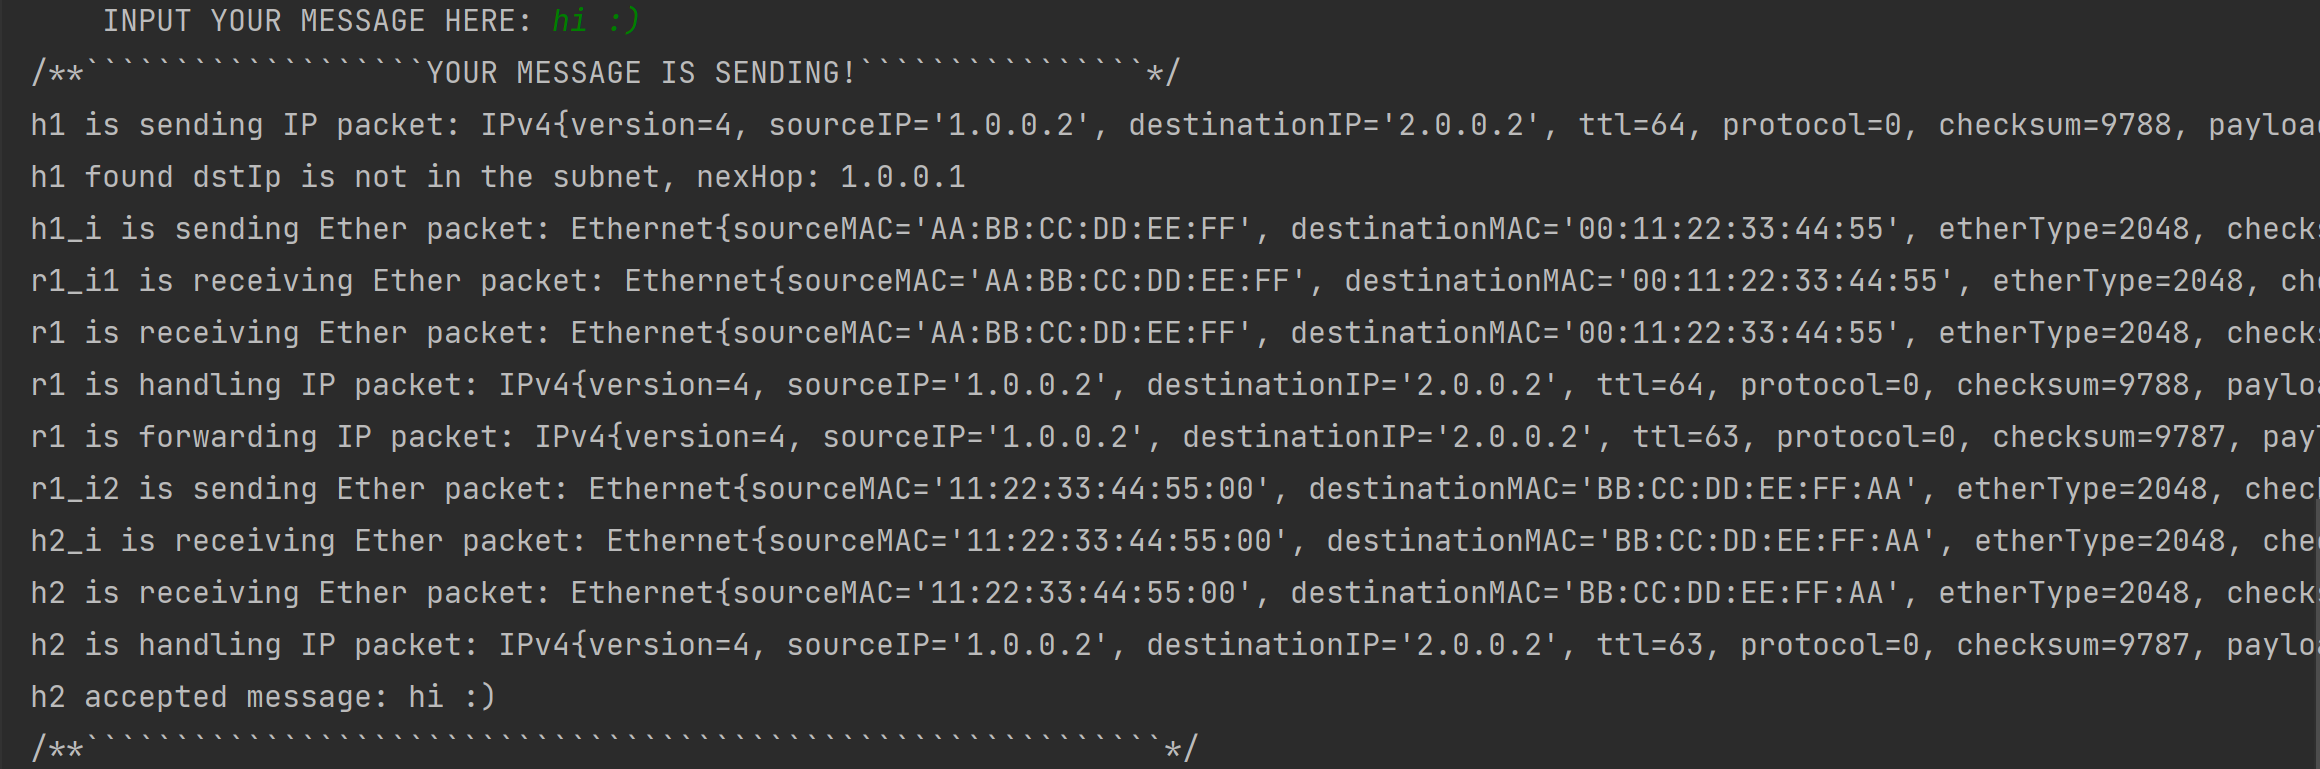 INPUT YOUR MESSAGE HERE: hi :)
/**```````````````````YOUR MESSAGE IS SENDING!````````````````*/
h1 is sending IP packet: IPv4{version=4, sourceIP='1.0.0.2', destinationIP='2.0.0.2', ttl=64, protocol=0, checksum=9788, payloa
h1 found dstIp is not in the subnet, nexHop: 1.0.0.1
h1_i is sending Ether packet: Ethernet{sourceMAC='AA:BB:CC:DD:EE:FF', destinationMAC='00:11:22:33:44:55', etherType=2048, checks
r1_i1 is receiving Ether packet: Ethernet{sourceMAC='AA:BB:CC:DD:EE:FF', destinationMAC='00:11:22:33:44:55', etherType=2048, che
r1 is receiving Ether packet: Ethernet{sourceMAC='AA:BB:CC:DD:EE:FF', destinationMAC='00:11:22:33:44:55', etherType=2048, checks
r1 is handling IP packet: IPv4{version=4, sourceIP='1.0.0.2', destinationIP='2.0.0.2', ttl=64, protocol=0, checksum=9788, payloa
r1 is forwarding IP packet: IPv4{version=4, sourceIP='1.0.0.2', destinationIP='2.0.0.2', ttl=63, protocol=0, checksum=9787, payl
r1_i2 is sending Ether packet: Ethernet{sourceMAC='11:22:33:44:55:00', destinationMAC='BB:CC:DD:EE:FF:AA', etherType=2048, check
h2_i is receiving Ether packet: Ethernet{sourceMAC='11:22:33:44:55:00', destinationMAC='BB:CC:DD:EE:FF:AA', etherType=2048, chec
h2 is receiving Ether packet: Ethernet{sourceMAC='11:22:33:44:55:00', destinationMAC='BB:CC:DD:EE:FF:AA', etherType=2048, checks
h2 is handling IP packet: IPv4{version=4, sourceIP='1.0.0.2', destinationIP='2.0.0.2', ttl=63, protocol=0, checksum=9787, payloa
h2 accepted message: hi :)
/**````````````````````````````````````````````````````````````*/